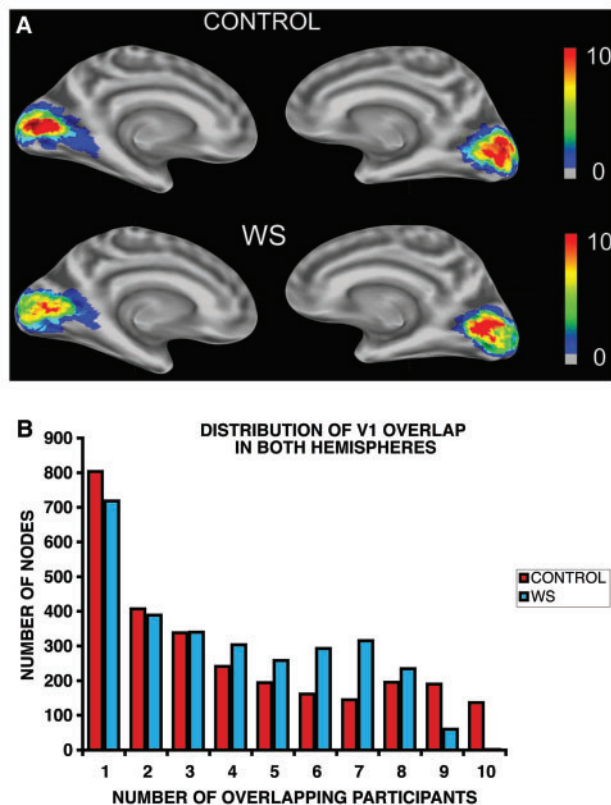 A
CONTROL
10
0
WS
10
0
B
DISTRIBUTION OF V1 OVERLAP
IN BOTH HEMISPHERES
900
800
700
600
500
400
300
200
100
0
NUMBER OF NODES
CONTROL
WS
1 2 3 4 5 6 7 8 9 10
NUMBER OF OVERLAPPING PARTICIPANTS